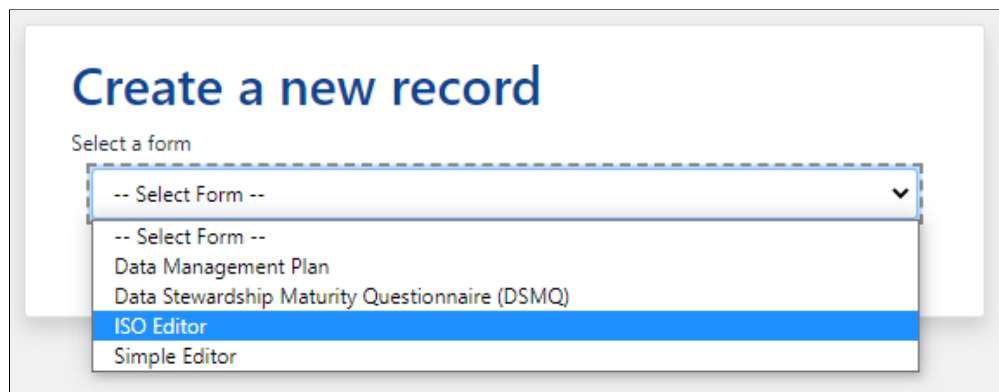 Create a new record
Select a form
-- Select Form --
-- Select Form --
Data Management Plan
Data Stewardship Maturity Questionnaire (DSMQ)
ISO Editor
Simple Editor